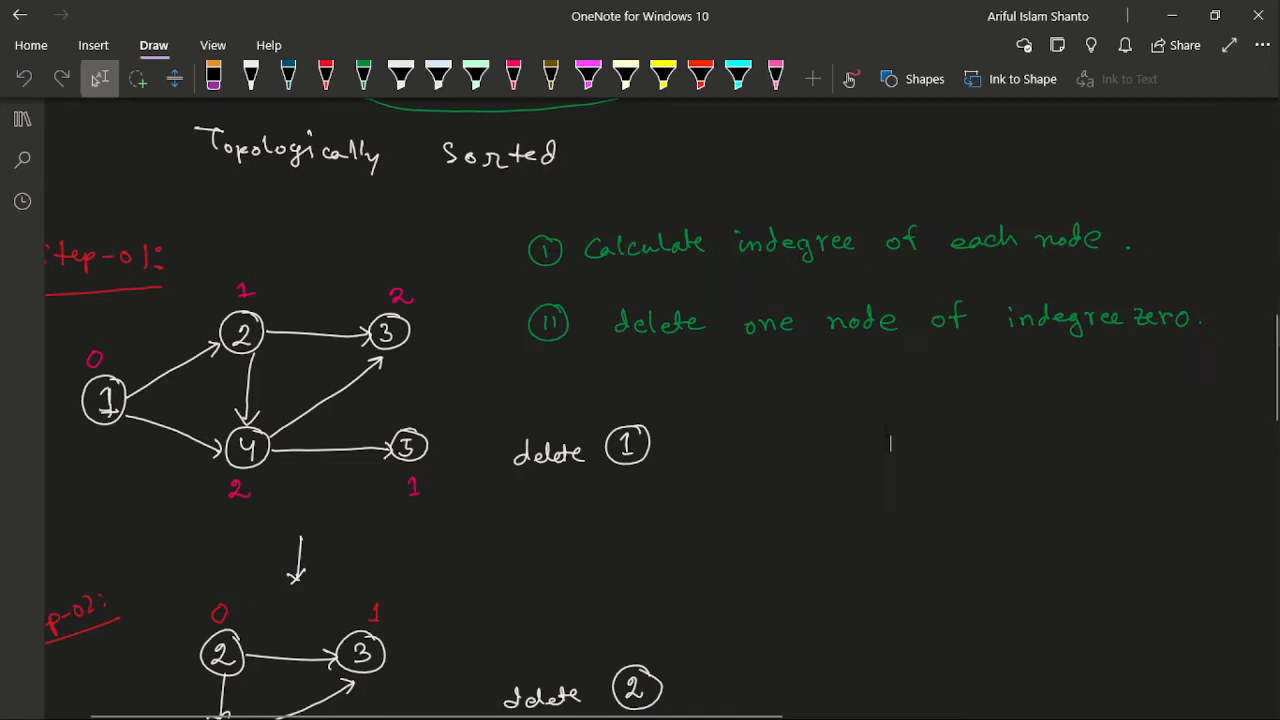 OneNote for Windows 10
Ariful Islam Shanto
Home Insert Draw View Help
Share
Shapes
Ink to Shape
Ink to Text
Topologically sorted
tep-01:
I Calculate indegree of each node.
II delete one node of indegree zero.
1 2
2 3
0
1
4 5
2 1
delete 1
p-02:
0 1
2 3
delete 2